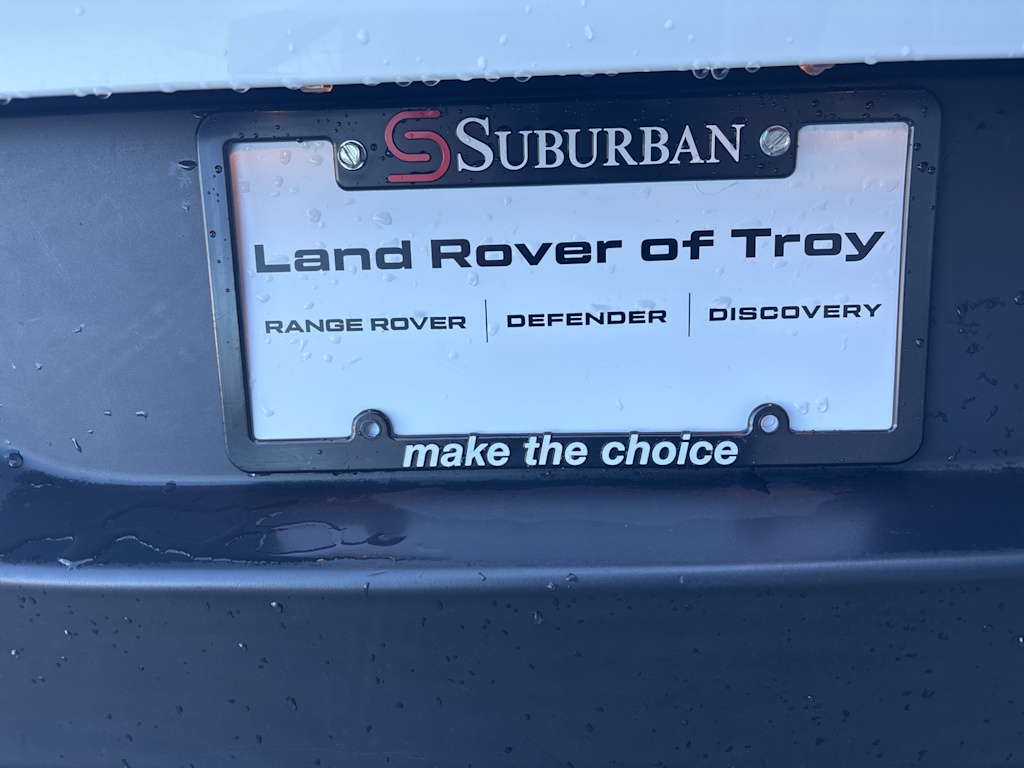 SUBURBAN
Land Rover of Troy
RANGE ROVER | DEFENDER | DISCOVERY
make the choice